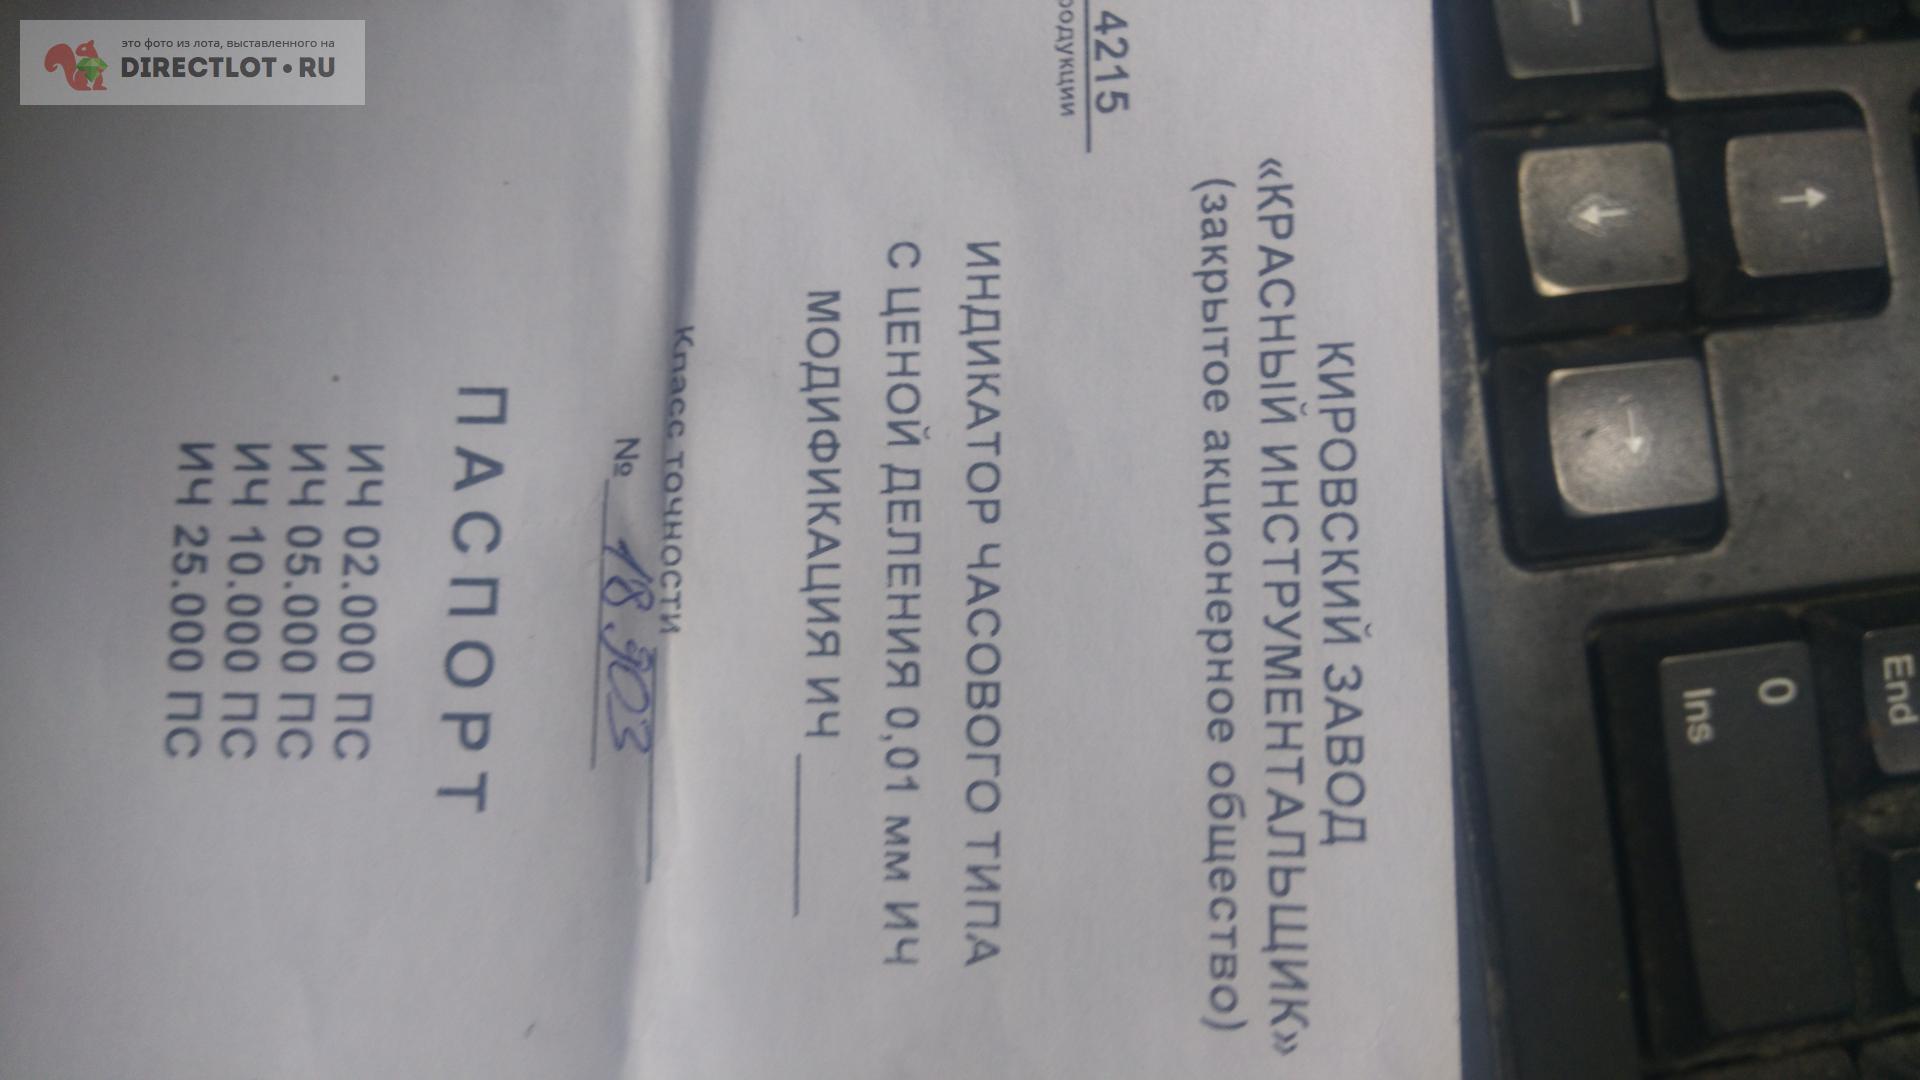 это фото из лота, выставленного на
DIRECTLOT•RU
КИРОВСКИЙ ЗАВОД
«КРАСНЫЙ ИНСТРУМЕНТАЛЬЩИК»
(закрытое акционерное общество)
4215
родукции
ИНДИКАТОР ЧАСОВОГО ТИПА
С ЦЕНОЙ ДЕЛЕНИЯ 0,01 мм ИЧ
МОДИФИКАЦИЯ ИЧ
Класс точности
№ 18903
ПАСПОРТ
ИЧ 02.000 ПС
ИЧ 05.000 ПС
ИЧ 10.000 ПС
ИЧ 25.000 ПС
End
0
Ins